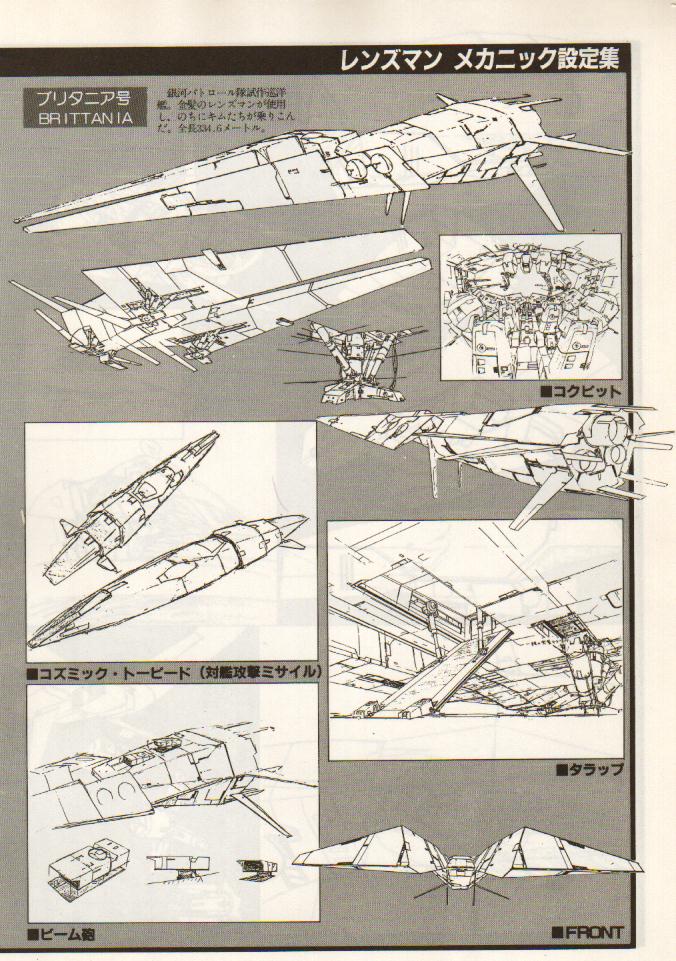 レンズマン メカニック設定集
ブリタニア号
BRITTANIA
銀河パトロール隊試作巡洋
艦。金髪のレンズマンが使用
し、のちにキムたちが乗りこん
だ。全長334.6メートル。
■コクピット
■コズミック・トーピード（対艦攻撃ミサイル）
■タラップ
■ビーム砲
■FRONT